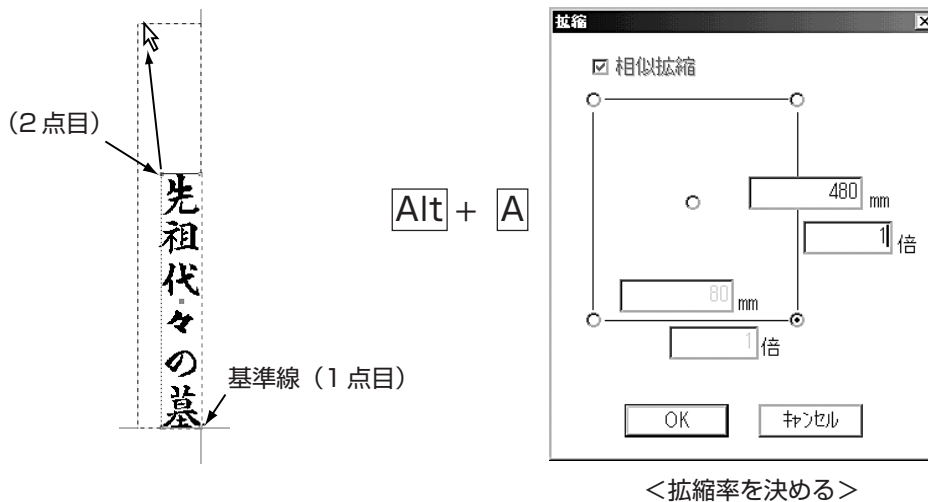 （2点目）
先祖代々の墓
基準線（1点目）
Alt + A
拡縮
相似拡縮
480 mm
1 倍
80 mm
1 倍
OK
キャンセル
＜拡縮率を決める＞